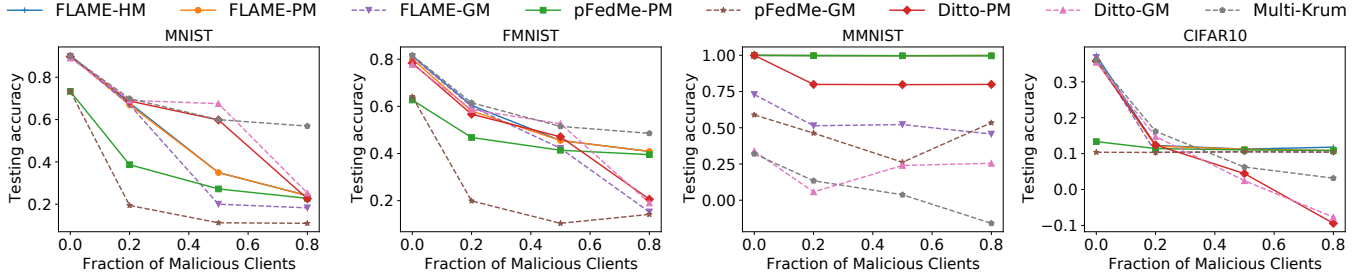 FLAME-HM FLAME-PM FLAME-GM pFedMe-PM pFedMe-GM Ditto-PM Ditto-GM Multi-Krum
MNIST FMNIST MMNIST CIFAR10
Testing accuracy
0.8
0.6
0.4
0.2
0.0 0.2 0.4 0.6 0.8
Fraction of Malicious Clients
Testing accuracy
0.8
0.6
0.4
0.2
0.0 0.2 0.4 0.6 0.8
Fraction of Malicious Clients
Testing accuracy
1.00
0.75
0.50
0.25
0.00
0.0 0.2 0.4 0.6 0.8
Fraction of Malicious Clients
Testing accuracy
0.3
0.2
0.1
0.0
−0.1
0.0 0.2 0.4 0.6 0.8
Fraction of Malicious Clients